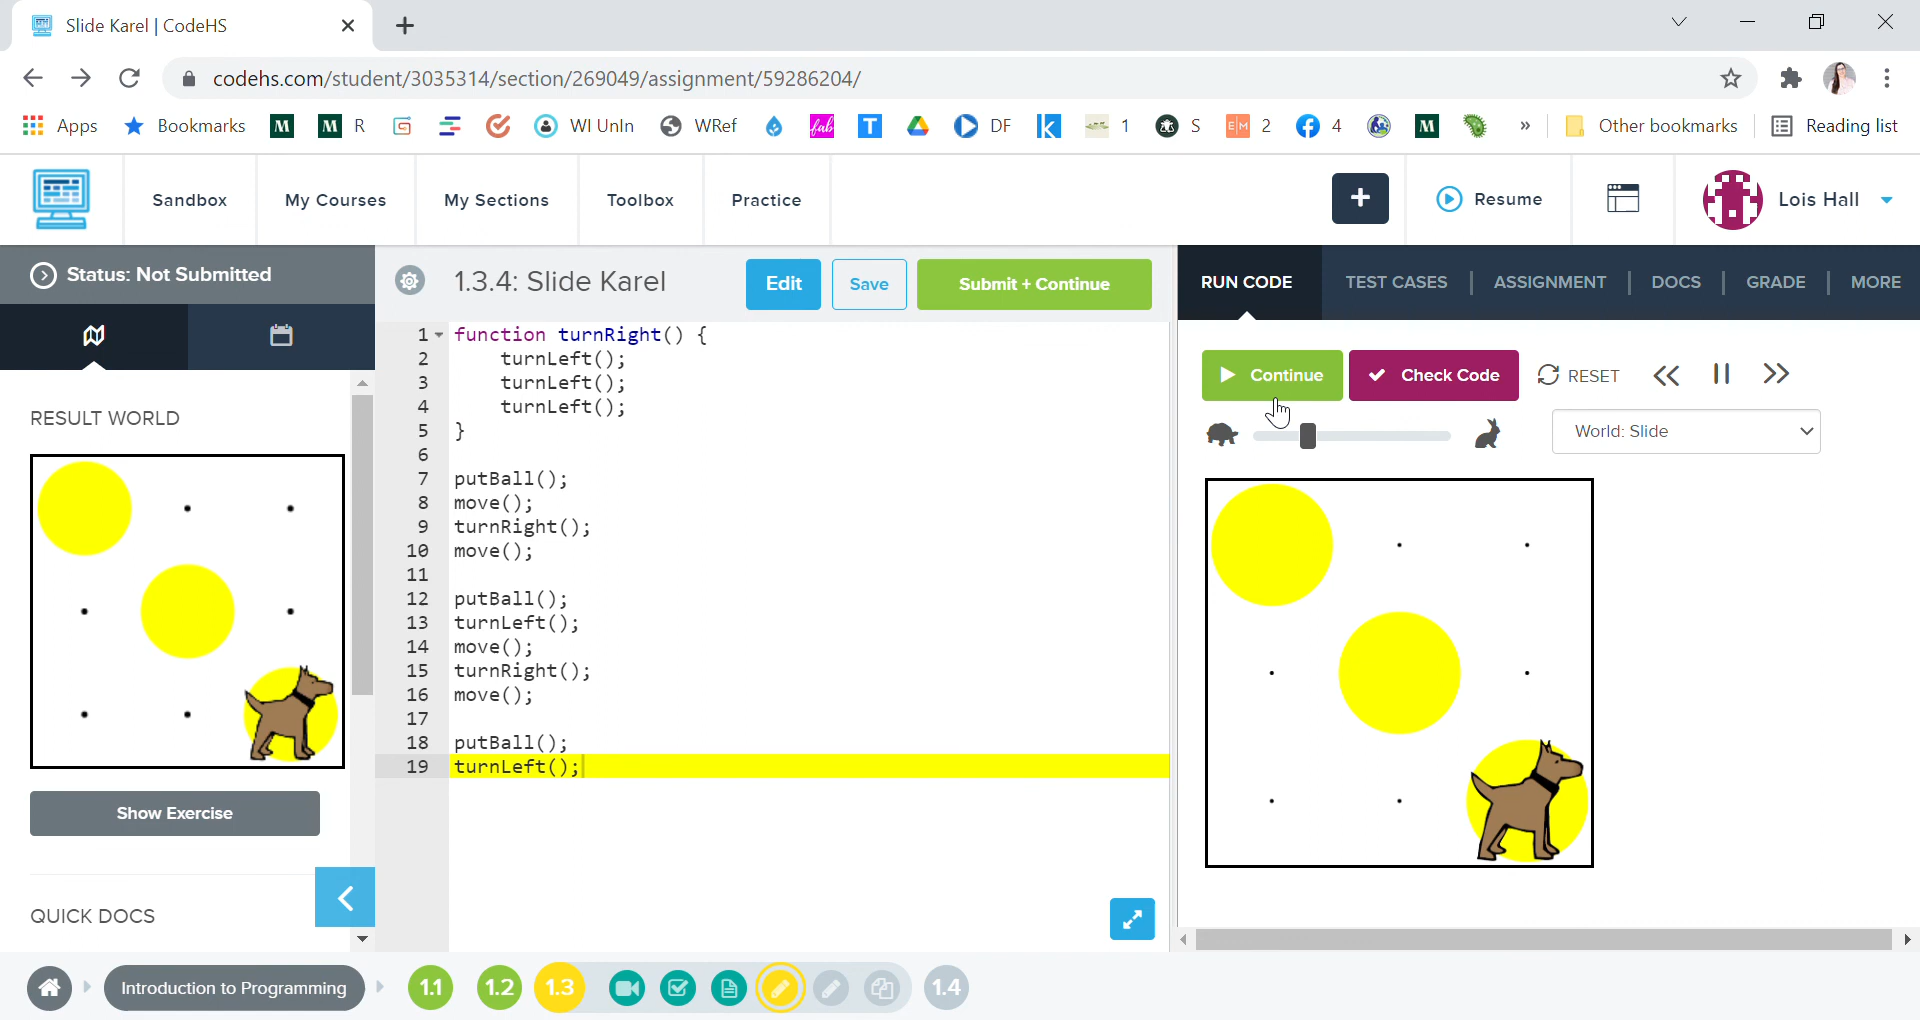 Slide Karel | CodeHS
codehs.com/student/3035314/section/269049/assignment/59286204/
Apps Bookmarks M M R WI UnIn WRef fab T DF K 1 S E|M 2 4 M » Other bookmarks Reading list
Sandbox My Courses My Sections Toolbox Practice + Resume Lois Hall
Status: Not Submitted
RESULT WORLD
Show Exercise
QUICK DOCS
1.3.4: Slide Karel Edit Save Submit + Continue
1 function turnRight() {
2 turnLeft();
3 turnLeft();
4 turnLeft();
5 }
6
7 putBall();
8 move();
9 turnRight();
10 move();
11
12 putBall();
13 turnLeft();
14 move();
15 turnRight();
16 move();
17
18 putBall();
19 turnLeft();
RUN CODE TEST CASES | ASSIGNMENT | DOCS | GRADE | MORE
Continue Check Code RESET
World: Slide
Introduction to Programming 1.1 1.2 1.3 1.4